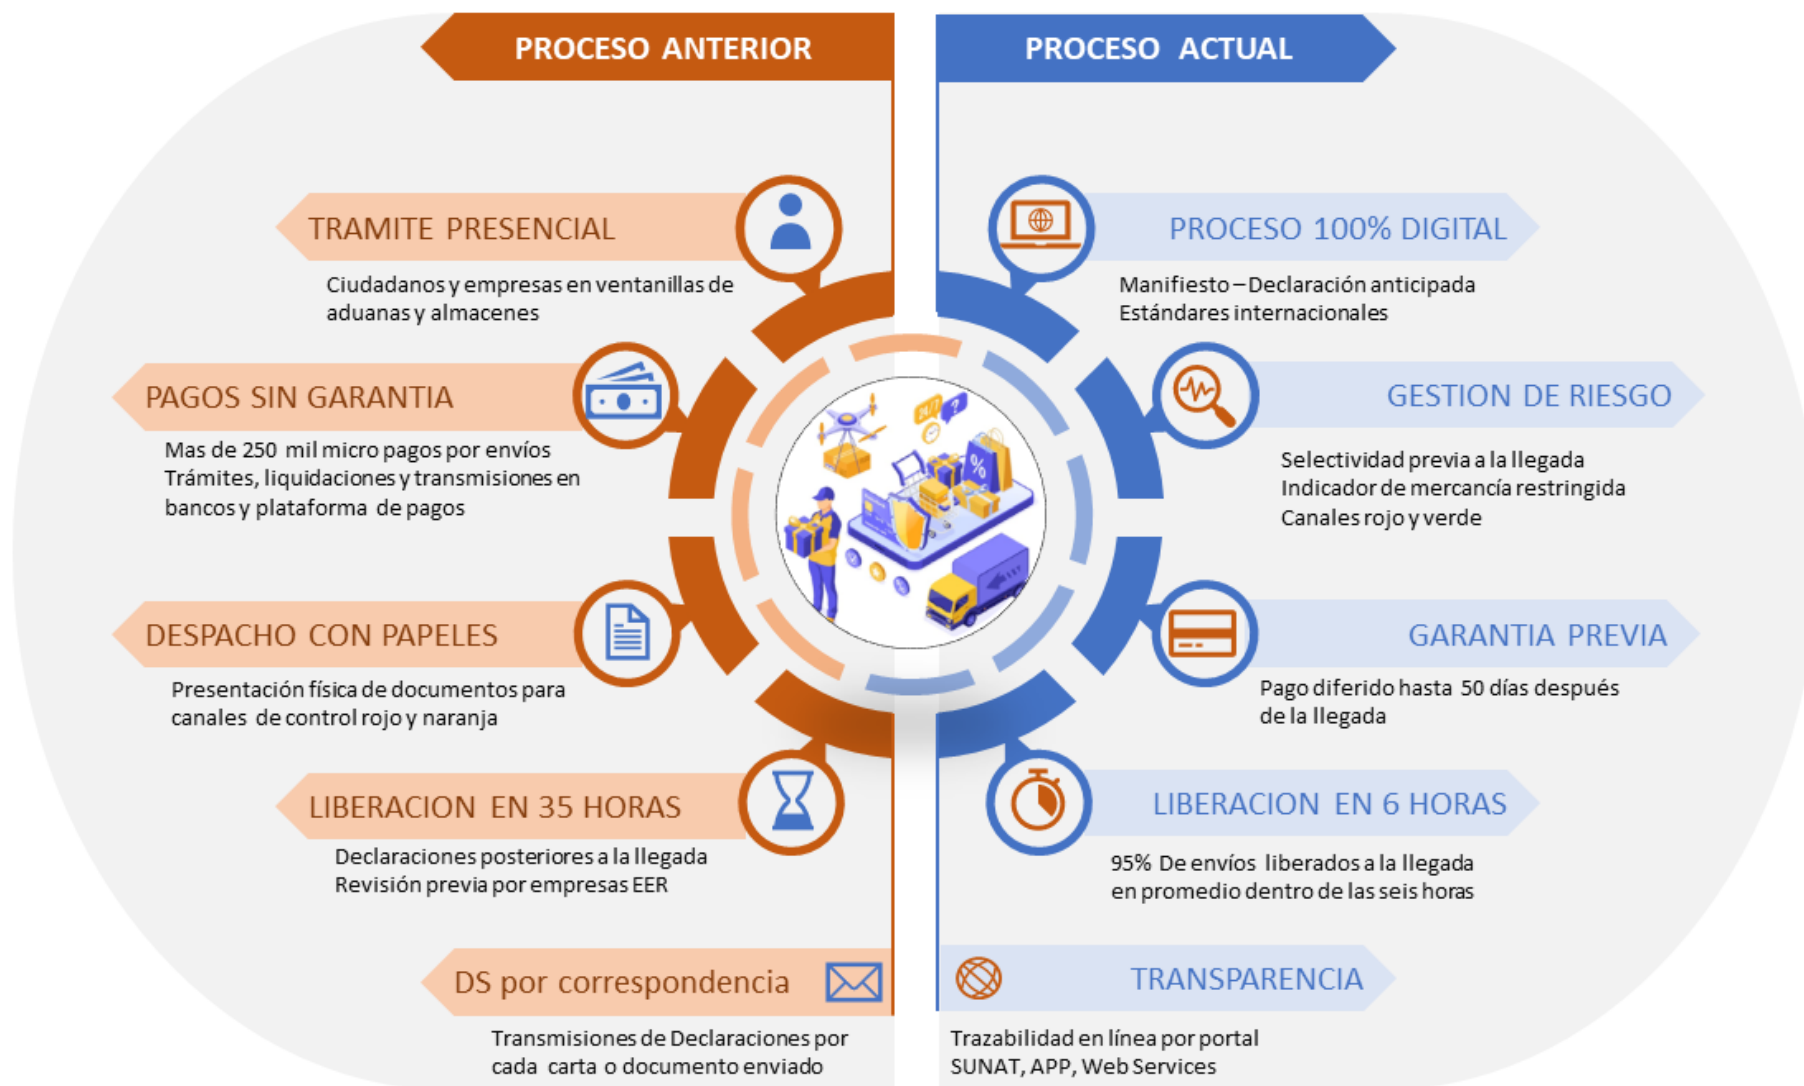 PROCESO ANTERIOR
TRAMITE PRESENCIAL
Ciudadanos y empresas en ventanillas de
aduanas y almacenes
PAGOS SIN GARANTIA
Mas de 250 mil micro pagos por envíos
Trámites, liquidaciones y transmisiones en
bancos y plataforma de pagos
DESPACHO CON PAPELES
Presentación física de documentos para
canales de control rojo y naranja
LIBERACION EN 35 HORAS
Declaraciones posteriores a la llegada
Revisión previa por empresas EER
DS por correspondencia
Transmisiones de Declaraciones por
cada carta o documento enviado
PROCESO ACTUAL
PROCESO 100% DIGITAL
Manifiesto – Declaración anticipada
Estándares internacionales
GESTION DE RIESGO
Selectividad previa a la llegada
Indicador de mercancía restringida
Canales rojo y verde
GARANTIA PREVIA
Pago diferido hasta 50 días después
de la llegada
LIBERACION EN 6 HORAS
95% De envíos liberados a la llegada
en promedio dentro de las seis horas
TRANSPARENCIA
Trazabilidad en línea por portal
SUNAT, APP, Web Services
?
%